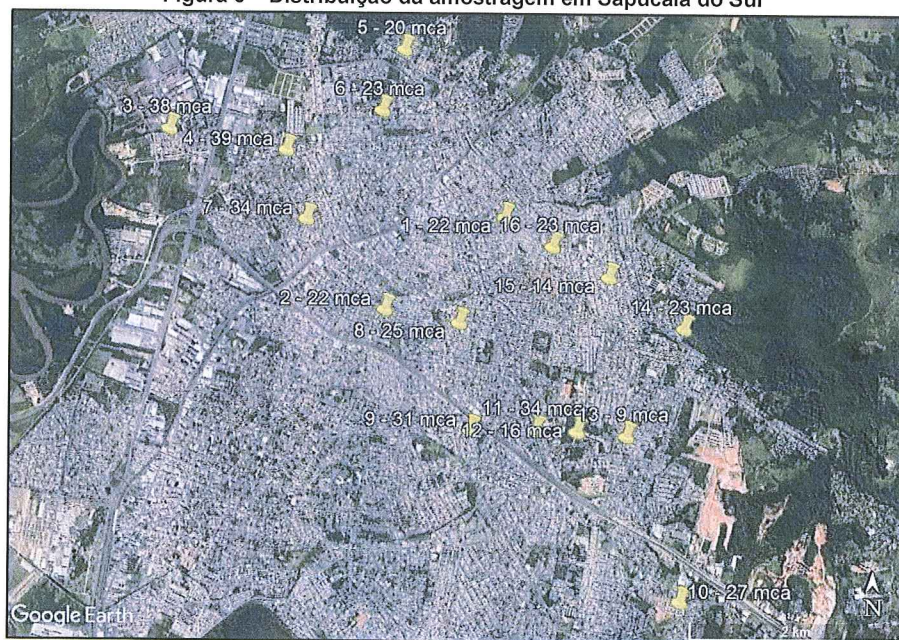 Figura 6 - Distribuição da amostragem em Sapucaia do Sul
5 - 20 mca
6 - 23 mca
3 - 38 mca
4 - 39 mca
7 - 34 mca
1 - 22 mca
16 - 23 mca
15 - 14 mca
2 - 22 mca
14 - 23 mca
8 - 25 mca
9 - 31 mca
11 - 34 mca
13 - 9 mca
12 - 16 mca
10 - 27 mca
Google Earth
2 km
N